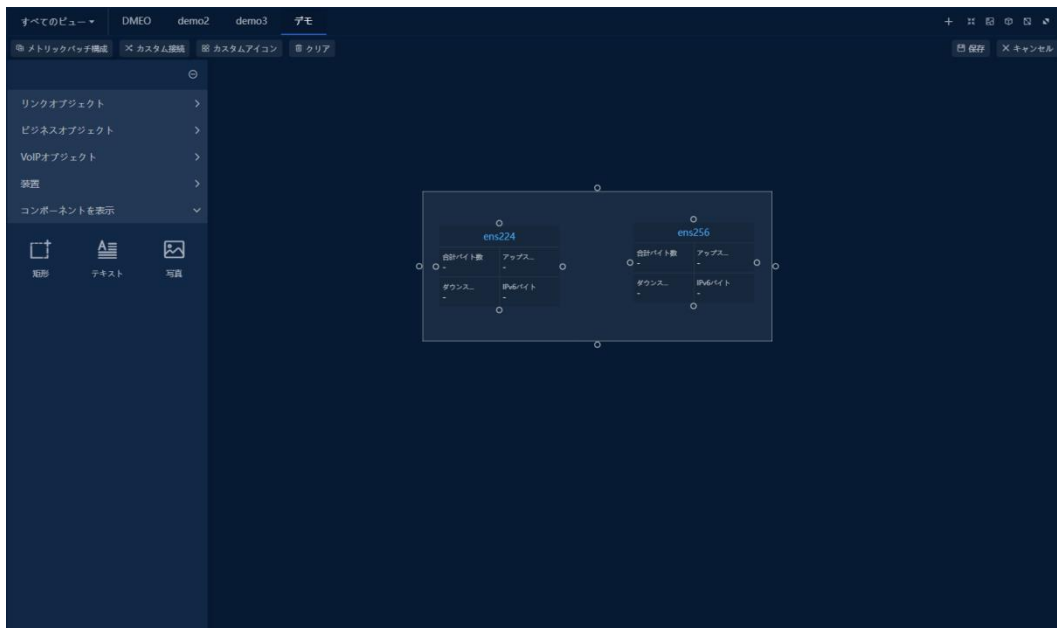 すべてのビュー DMEO demo2 demo3 デモ
メトリックバッチ構成 カスタム接続 カスタムアイコン クリア 保存 キャンセル
リンクオブジェクト
ビジネスオブジェクト
VoIPオブジェクト
装置
コンポーネントを表示
矩形 テキスト 写真
ens224
合計バイト数 アップス...
- -
ダウンス... IPv6バイト
- -
ens256
合計バイト数 アップス...
- -
ダウンス... IPv6バイト
- -